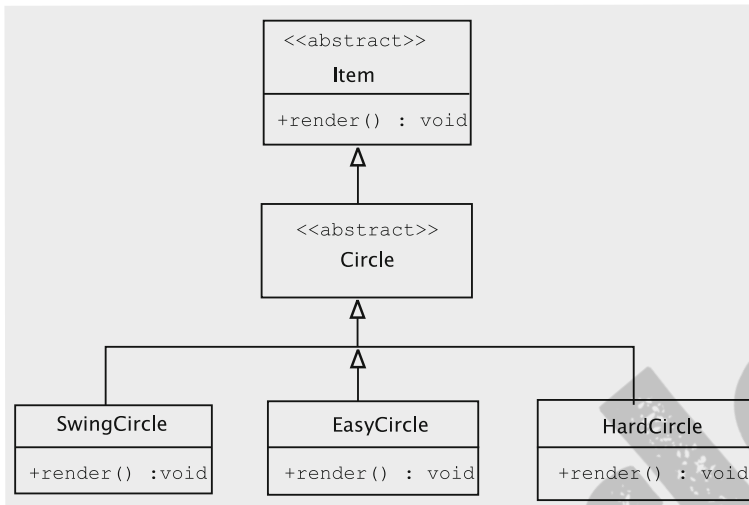 <<abstract>>
Item
+render() : void
<<abstract>>
Circle
SwingCircle
EasyCircle
HardCircle
+render() :void
+render() : void
+render() : void